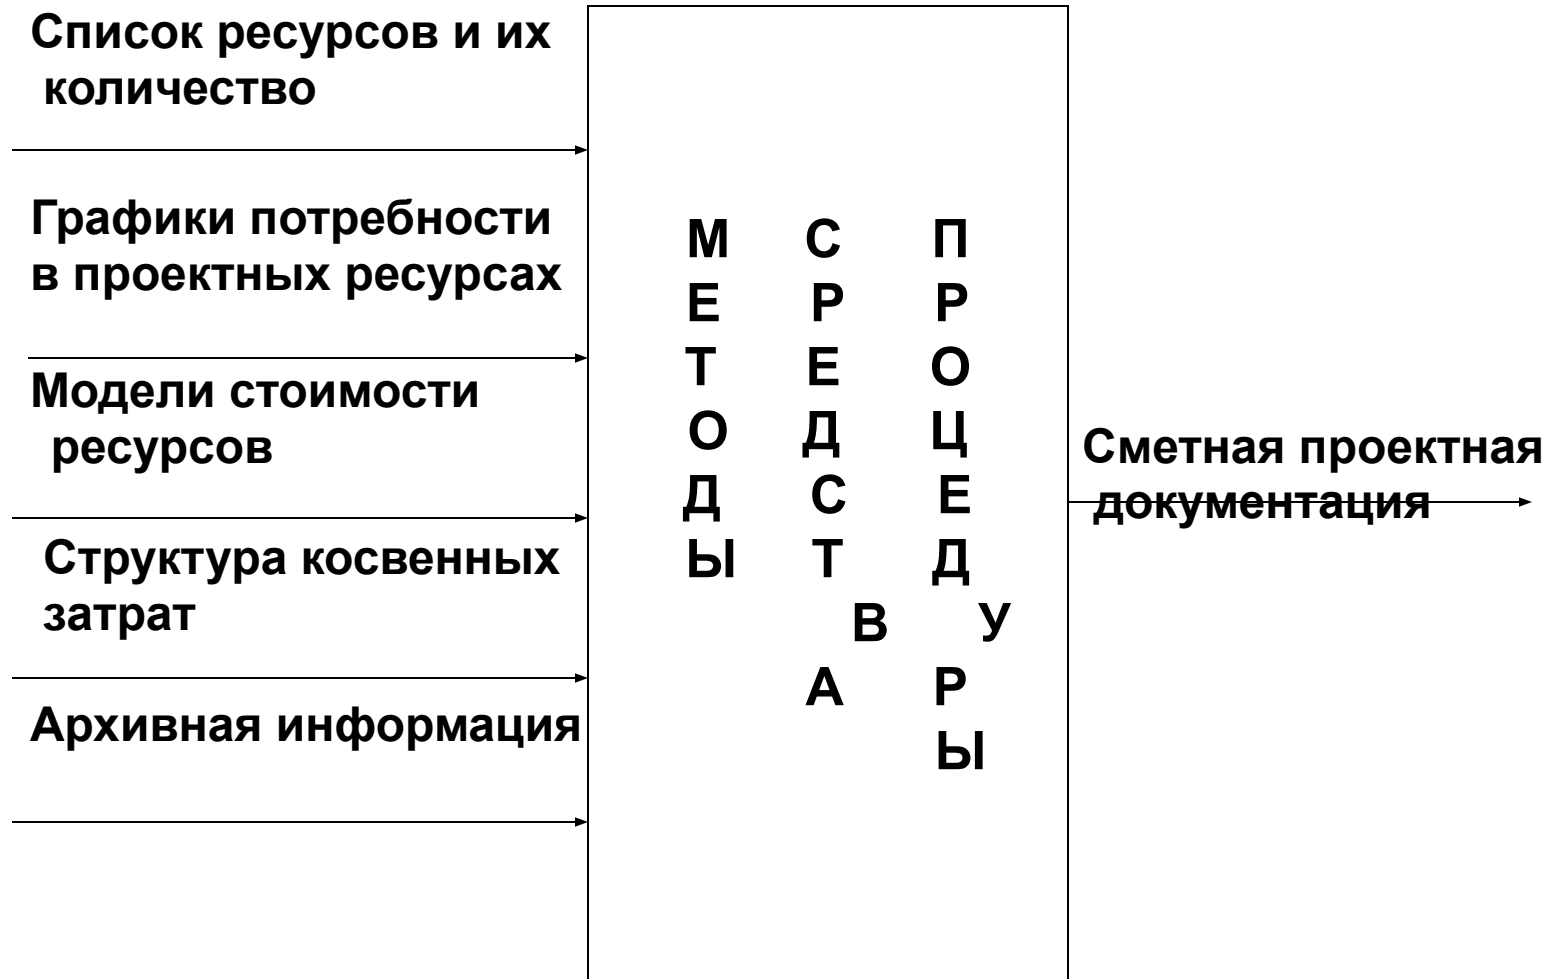 Список ресурсов и их
количество
Графики потребности
в проектных ресурсах
Модели стоимости
ресурсов
Структура косвенных
затрат
Архивная информация
М С П
Е Р Р
Т Е О
О Д Ц
Д С Е
Ы Т Д
В У
А Р
Ы
Сметная проектная
документация